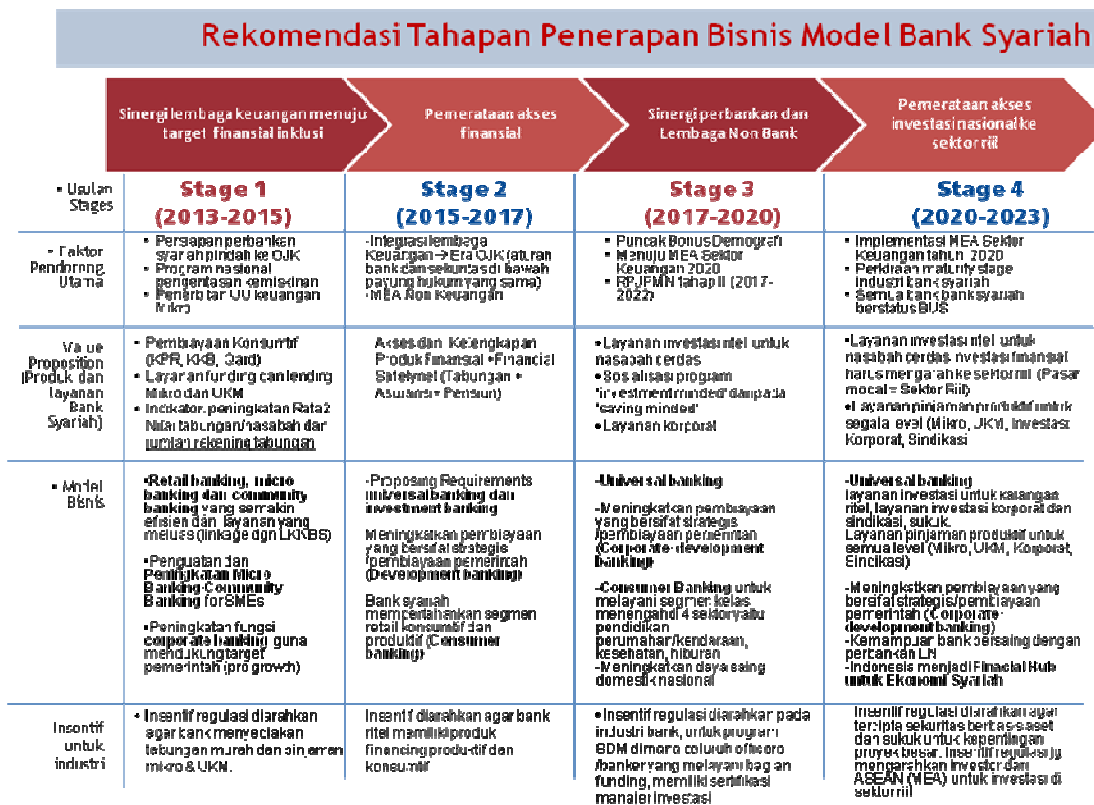 Rekomendasi Tahapan Penerapan Bisnis Model Bank Syariah
Sinergi lembaga keuangan menuju
target finansial inklusi
Pemerataan akses
finansial
Sinergi perbankan dan
Lembaga Non Bank
Pemerataan akses
investasi nasional ke
sektor riil
• Usulan
Stages
Stage 1
(2013-2015)
Stage 2
(2015-2017)
Stage 3
(2017-2020)
Stage 4
(2020-2023)
- Faktor
Pendorong
Utama
• Persiapan perbankan
syariah pindah ke OJK
• Program nasional
pengentasan kemiskinan
• Penerbitan UU keuangan
Mikro
-Integrasi lembaga
Keuangan → Era OJK (aturan
bank dan sekuritas di bawah
payung hukum yang sama)
-MEA Non Keuangan
• Puncak Bonus Demografi
• Menuju MEA Sektor
Keuangan 2020
• RPJPMN tahap II (2017-
2022)
• Implementasi MEA Sektor
Keuangan tahun 2020
• Perkiraan maturity stage
industri bank syariah
• Semua bank bank syariah
berstatus BUS
Value
Proposition
(Produk dan
layanan
Bank
Syariah)
• Pembiayaan Konsumtif
(KPR, KKB, Qard)
• Layanan funding dan lending
Mikro dan UKM
• Indikator peningkatan Rata2
Nilai tabungan/nasabah dan
jumlah rekening tabungan
Akses dan Kelengkapan
Produk Finansial + Financial
Safetynet (Tabungan +
Asuransi + Pensiun)
•Layanan investasi ritel untuk
nasabah cerdas
•Sosialisasi program
"investment minded" daripada
"saving minded"
•Layanan korporat
•Layanan investasi ritel untuk
nasabah cerdas investasi finansial
harus mengarah ke sektor riil (Pasar
modal = Sektor Riil)
•Layanan pinjaman produktif untuk
segala level (Mikro, UKM, Investasi
Korporat, Sindikasi
• Model
Bisnis
•Retail banking, micro
banking dan community
banking yang semakin
efisien dan layanan yang
meluas (linkage dgn LKKBS)
•Penguatan dan
Peningkatan Micro
Banking-Community
Banking for SMEs
•Peningkatan fungsi
corporate banking guna
mendukung target
pemerintah (pro growth)
-Proposing Requirements
universal banking dan
investment banking
Meningkatkan pembiayaan
yang bersifat strategis
/pembiayaan pemerintah
(Development banking)
Bank syariah
mempertahankan segmen
retail konsumtif dan
produktif (Consumer
banking)
-Universal banking
-Meningkatkan pembiayaan
yang bersifat strategis
/pembiayaan pemerintah
(Corporate-development
banking)
-Consumer Banking untuk
melayani segmen kelas
menengah di 4 sektor yaitu
pendidikan
perumahan/kendaraan,
kesehatan, hiburan
-Meningkatkan daya saing
domestik nasional
-Universal banking
layanan investasi untuk kalangan
ritel, layanan investasi korporat dan
sindikasi, sukuk.
Layanan pinjaman produktif untuk
semua level (Mikro, UKM, Korporat,
Sindikasi)
-Meningkatkan pembiayaan yang
bersifat strategis/pembiayaan
pemerintah (Corporate-
development banking)
-Kemampuan bank bersaing dengan
perbankan LN
-Indonesia menjadi Finacial Hub
untuk Ekonomi Syariah
Insentif
untuk
industri
• Insentif regulasi diarahkan
agar bank menyediakan
tabungan murah dan pinjaman
mikro & UKM.
Insentif diarahkan agar bank
ritel memiliki produk
financing produktif dan
konsumtif
•Insentif regulasi diarahkan pada
industri bank, untuk program
SDM dimana seluruh officers
/banker yang melayani bagian
funding, memiliki sertifikasi
manajer investasi
Insentif regulasi diarahkan agar
tercipta sekuritas berbasis aset
dan sukuk untuk kepentingan
proyek besar. Insentif regulasi jg
mengarahkan investor dari
ASEAN (MEA) untuk investasi di
sektor riil